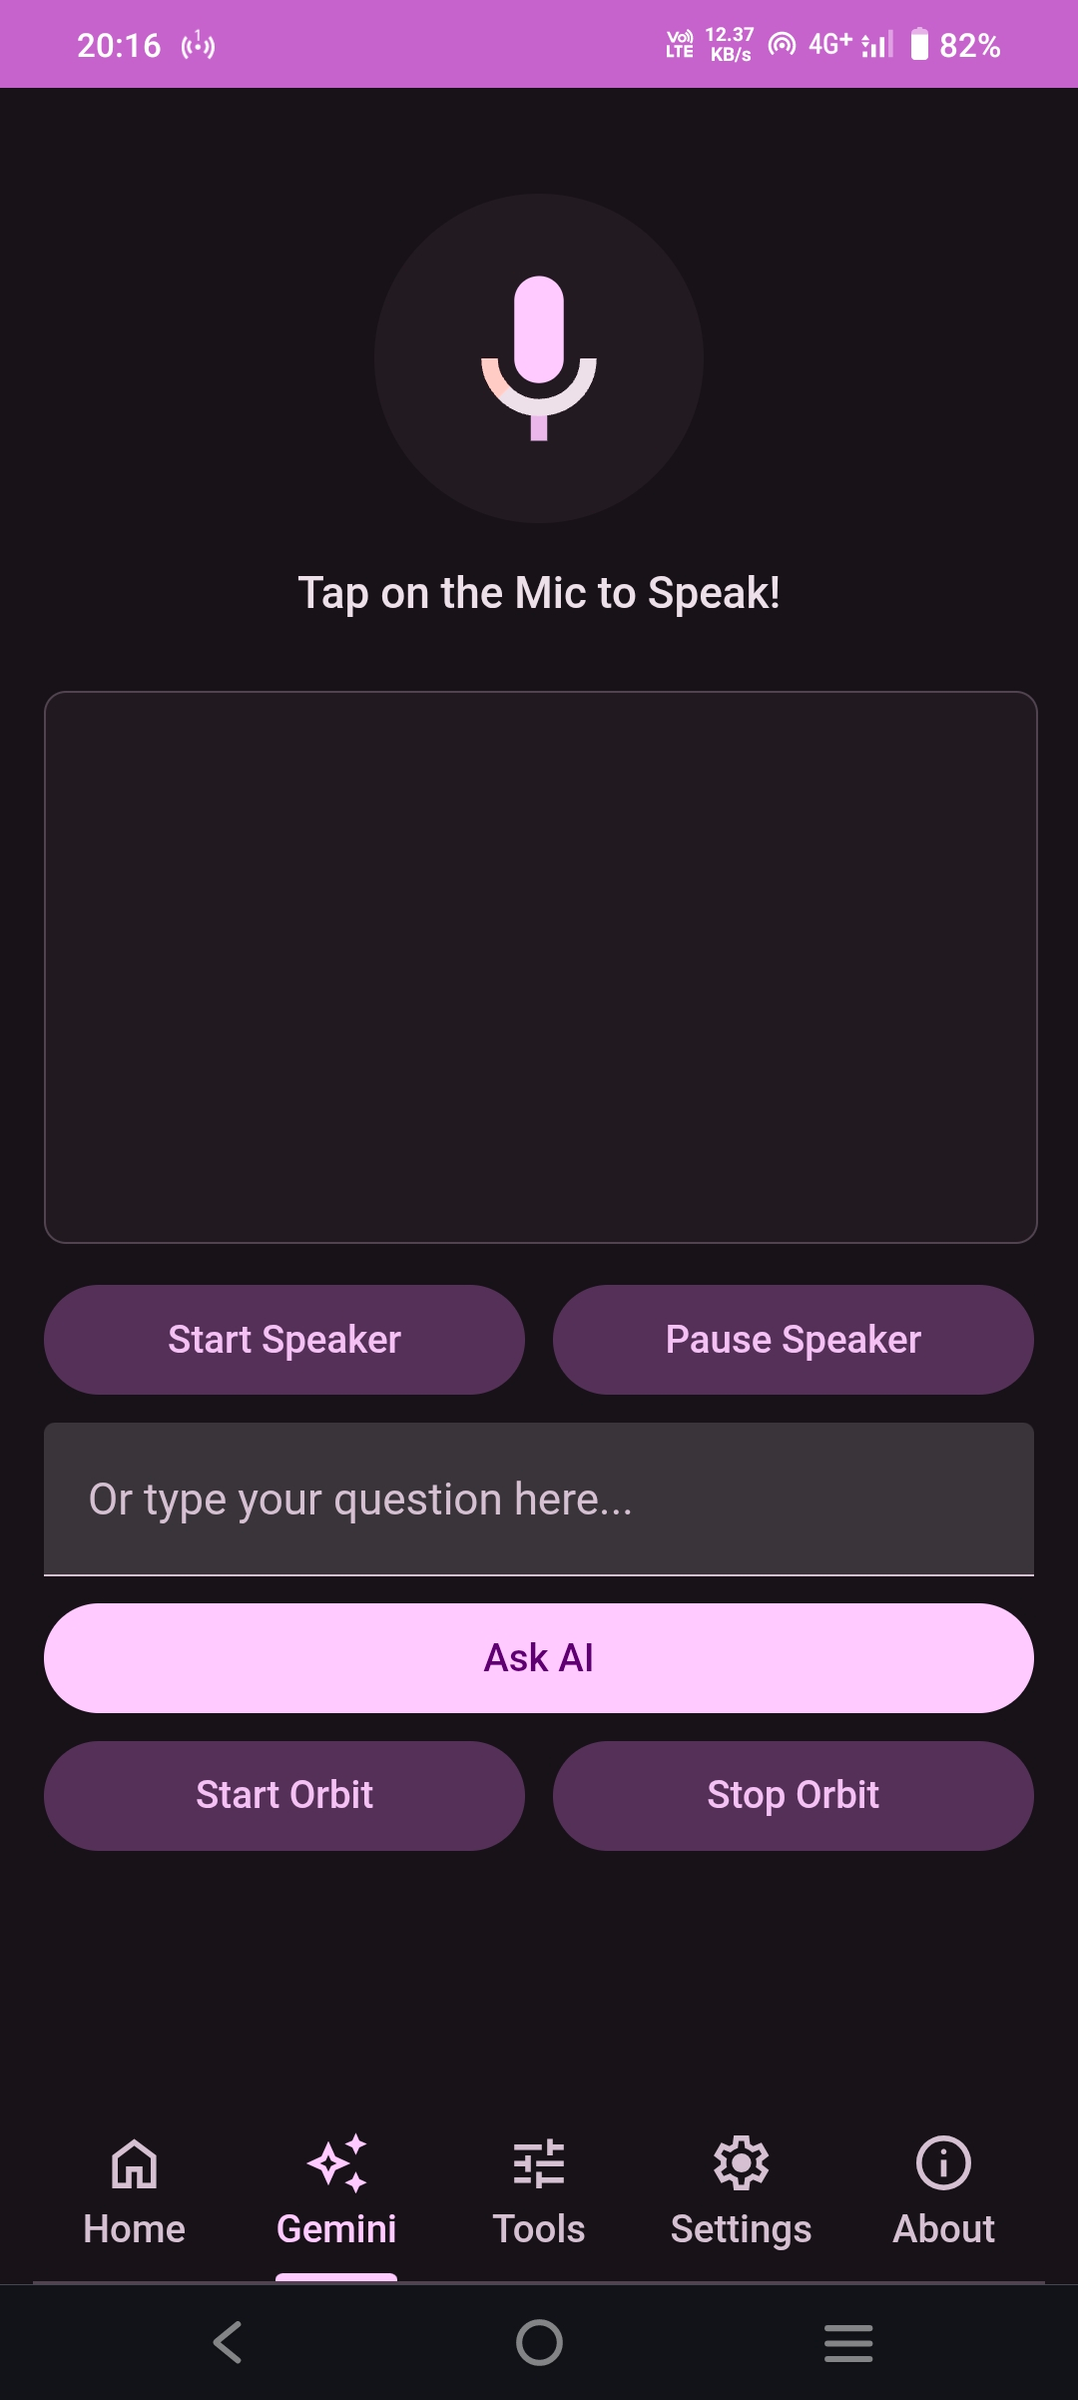 20:16
1
Vo)) LTE
12.37 KB/s
4G+
82%
Tap on the Mic to Speak!
Start Speaker
Pause Speaker
Or type your question here...
Ask AI
Start Orbit
Stop Orbit
Home
Gemini
Tools
Settings
About